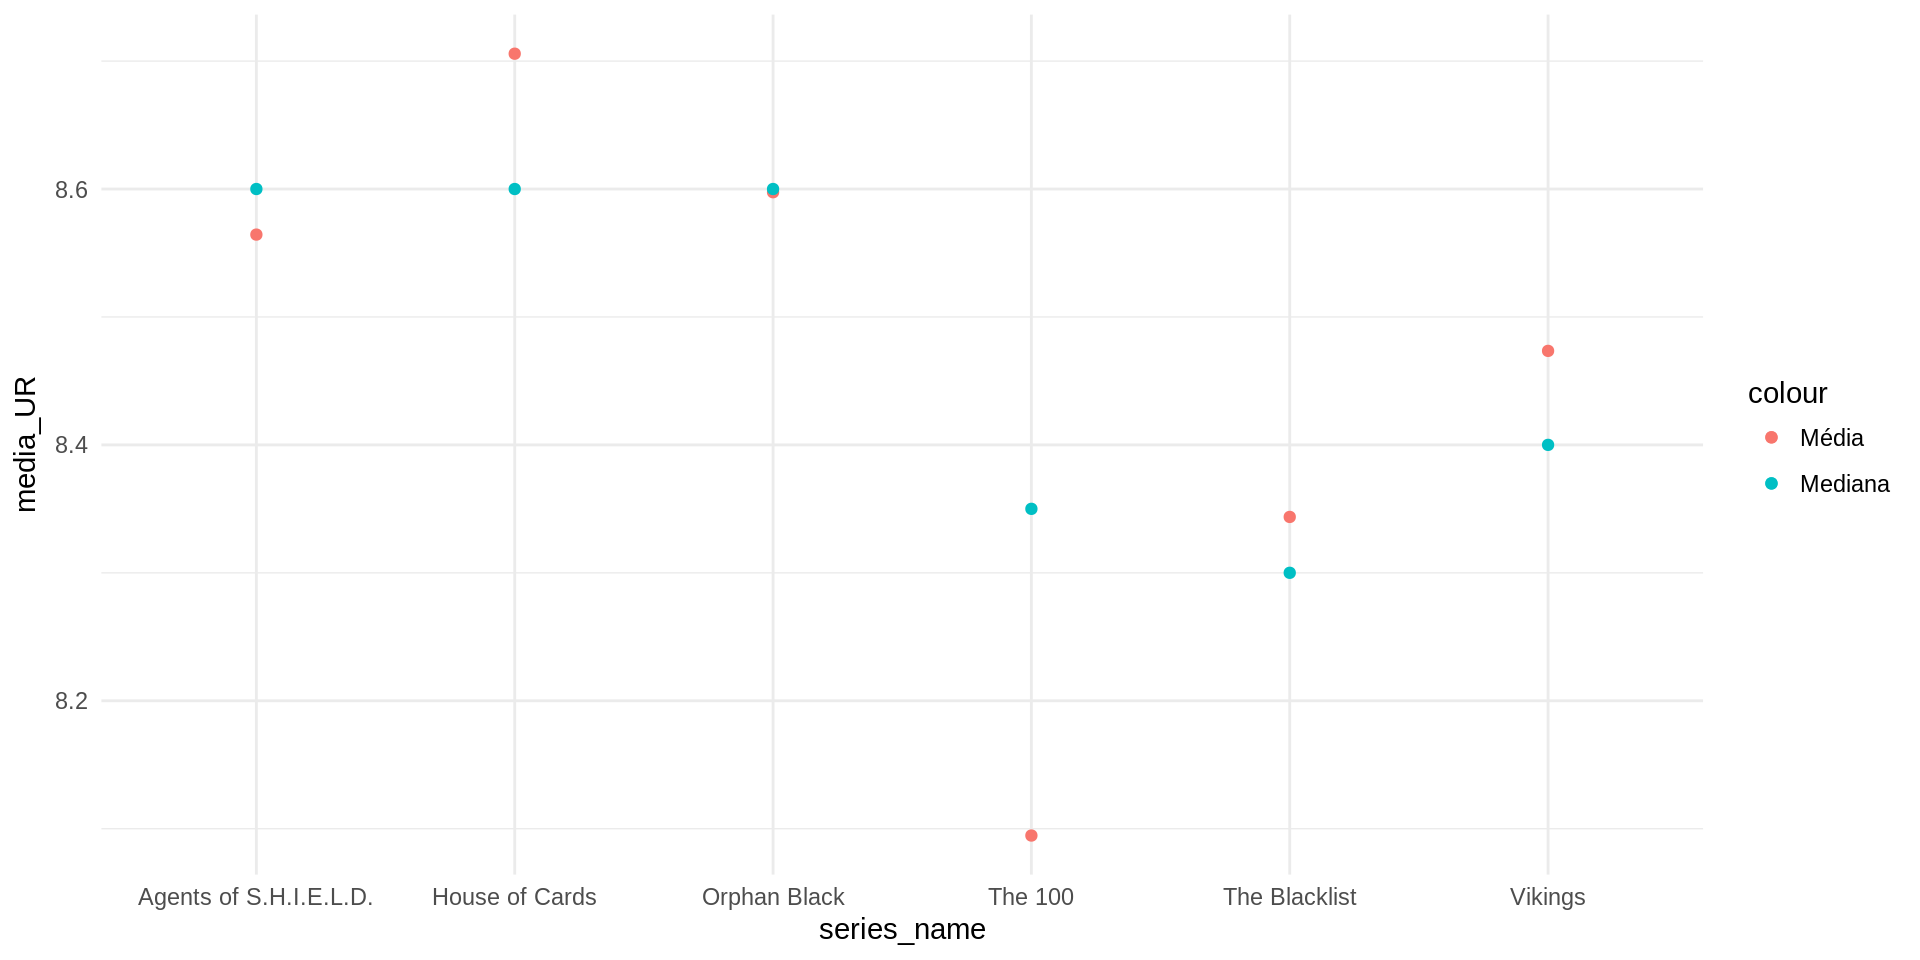 media_UR
8.6
8.4
8.2
Agents of S.H.I.E.L.D. House of Cards Orphan Black The 100 The Blacklist Vikings
series_name
colour
Média
Mediana